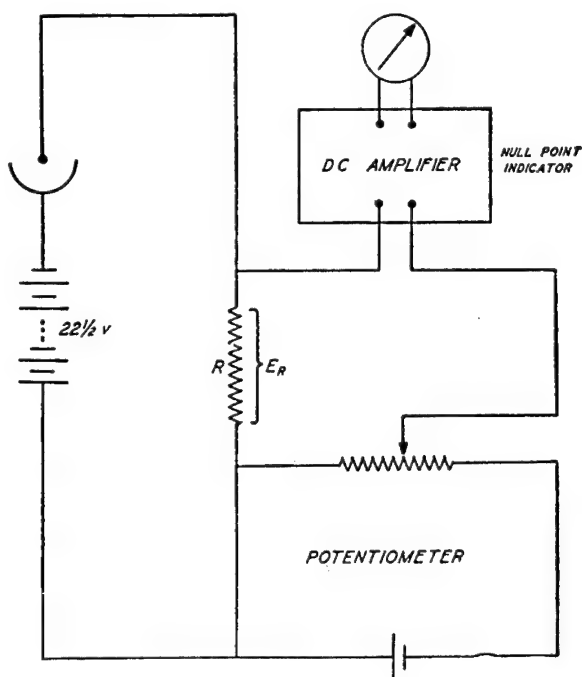 DC AMPLIFIER
NULL POINT
INDICATOR
22½ V
R
E_R
POTENTIOMETER